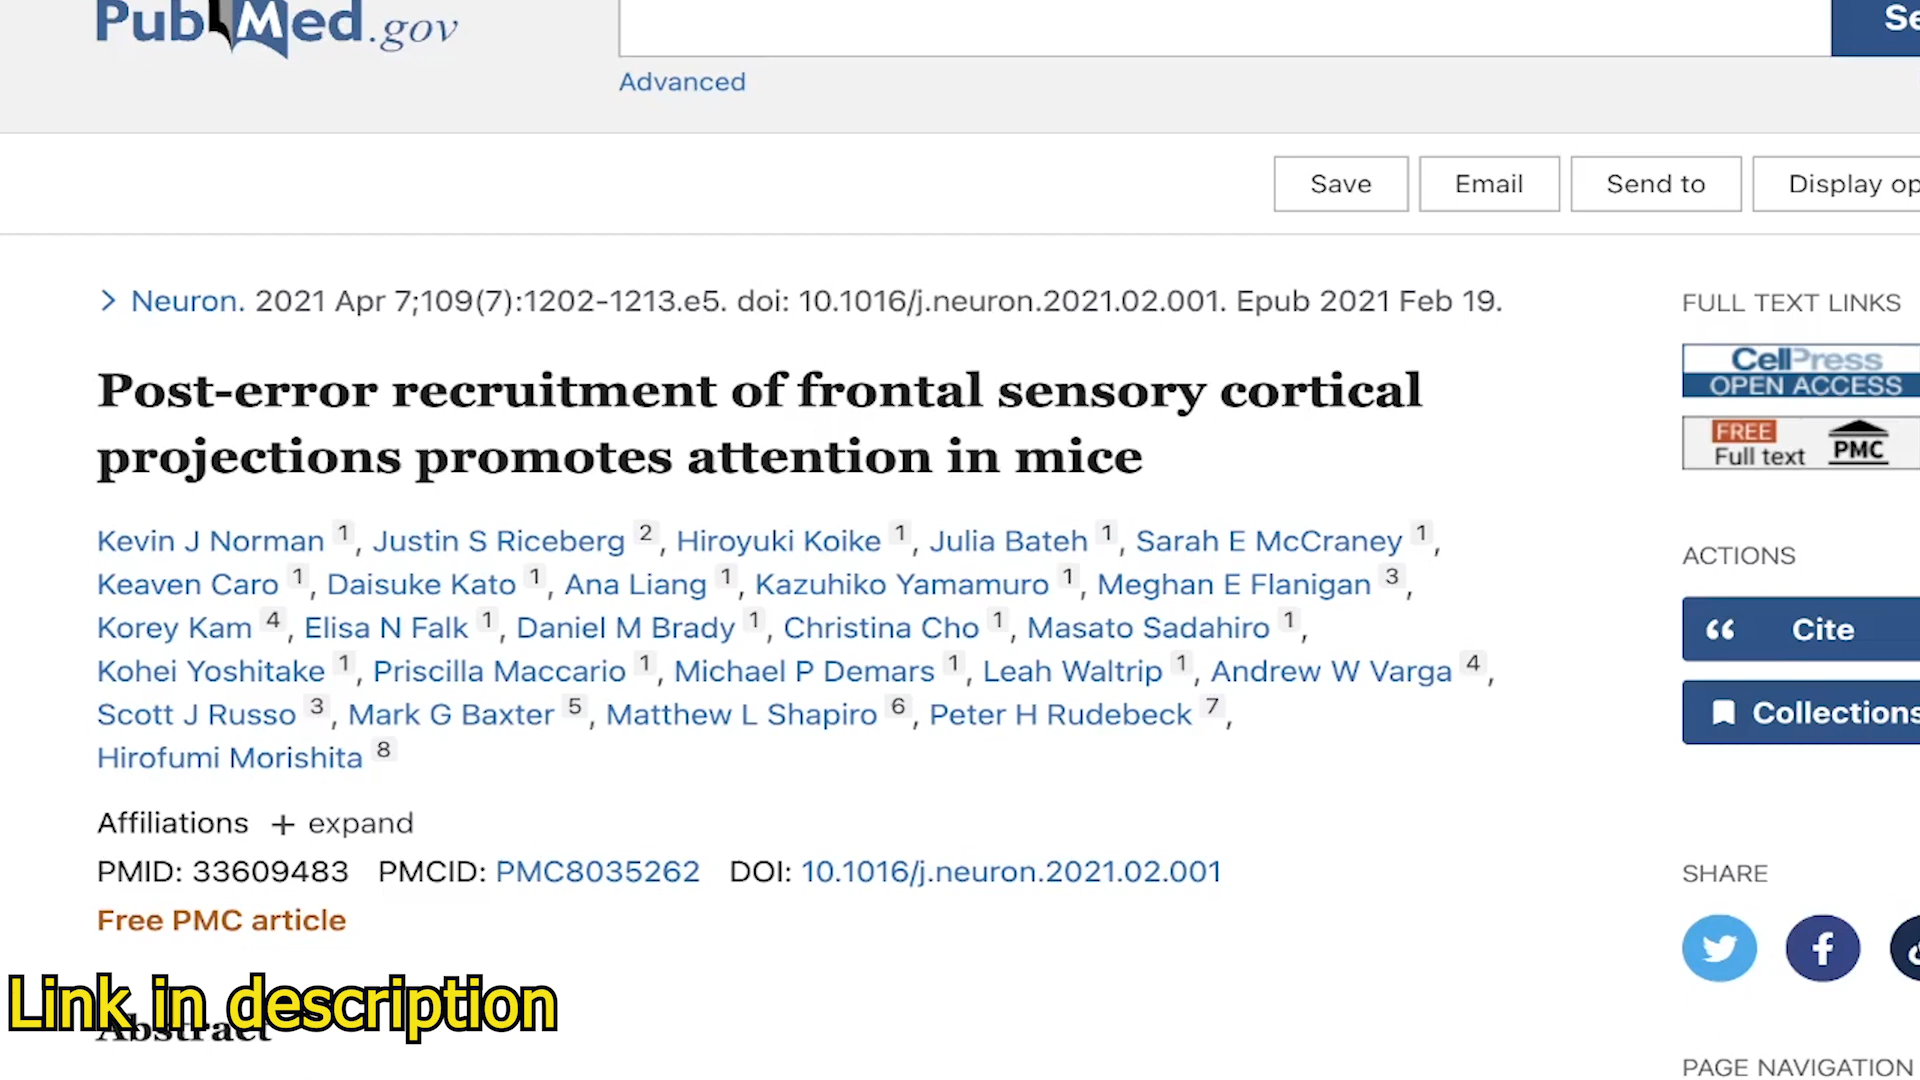 PubMed.gov
Se
Advanced
Save Email Send to Display op
> Neuron. 2021 Apr 7;109(7):1202-1213.e5. doi: 10.1016/j.neuron.2021.02.001. Epub 2021 Feb 19.
Post-error recruitment of frontal sensory cortical
projections promotes attention in mice
Kevin J Norman 1, Justin S Riceberg 2, Hiroyuki Koike 1, Julia Bateh 1, Sarah E McCraney 1,
Keaven Caro 1, Daisuke Kato 1, Ana Liang 1, Kazuhiko Yamamuro 1, Meghan E Flanigan 3,
Korey Kam 4, Elisa N Falk 1, Daniel M Brady 1, Christina Cho 1, Masato Sadahiro 1,
Kohei Yoshitake 1, Priscilla Maccario 1, Michael P Demars 1, Leah Waltrip 1, Andrew W Varga 4,
Scott J Russo 3, Mark G Baxter 5, Matthew L Shapiro 6, Peter H Rudebeck 7,
Hirofumi Morishita 8
Affiliations + expand
PMID: 33609483 PMCID: PMC8035262 DOI: 10.1016/j.neuron.2021.02.001
Free PMC article
Link in description
Abstract
FULL TEXT LINKS
CellPress
OPEN ACCESS
FREE
Full text PMC
ACTIONS
Cite
Collections
SHARE
PAGE NAVIGATION